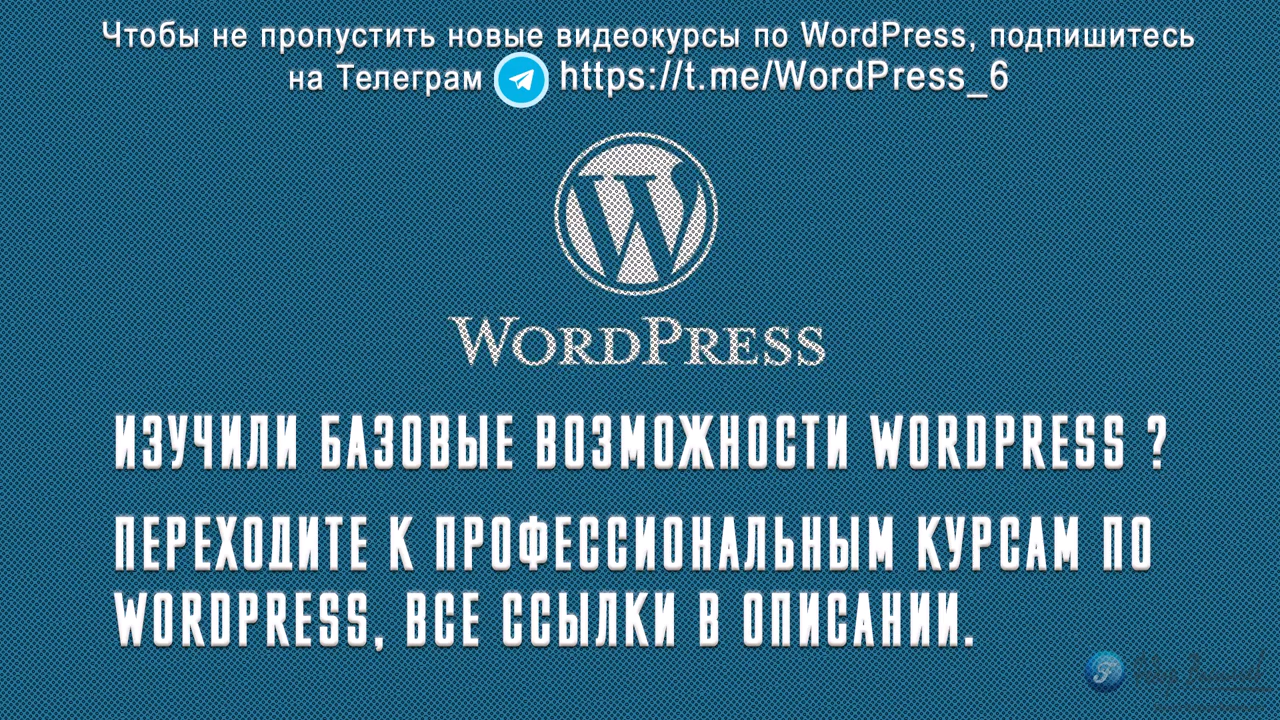 Чтобы не пропустить новые видеокурсы по WordPress, подпишитесь
на Телеграм https://t.me/WordPress_6
WORDPRESS
ИЗУЧИЛИ БАЗОВЫЕ ВОЗМОЖНОСТИ WORDPRESS ?
ПЕРЕХОДИТЕ К ПРОФЕССИОНАЛЬНЫМ КУРСАМ ПО
WORDPRESS, ВСЕ ССЫЛКИ В ОПИСАНИИ.